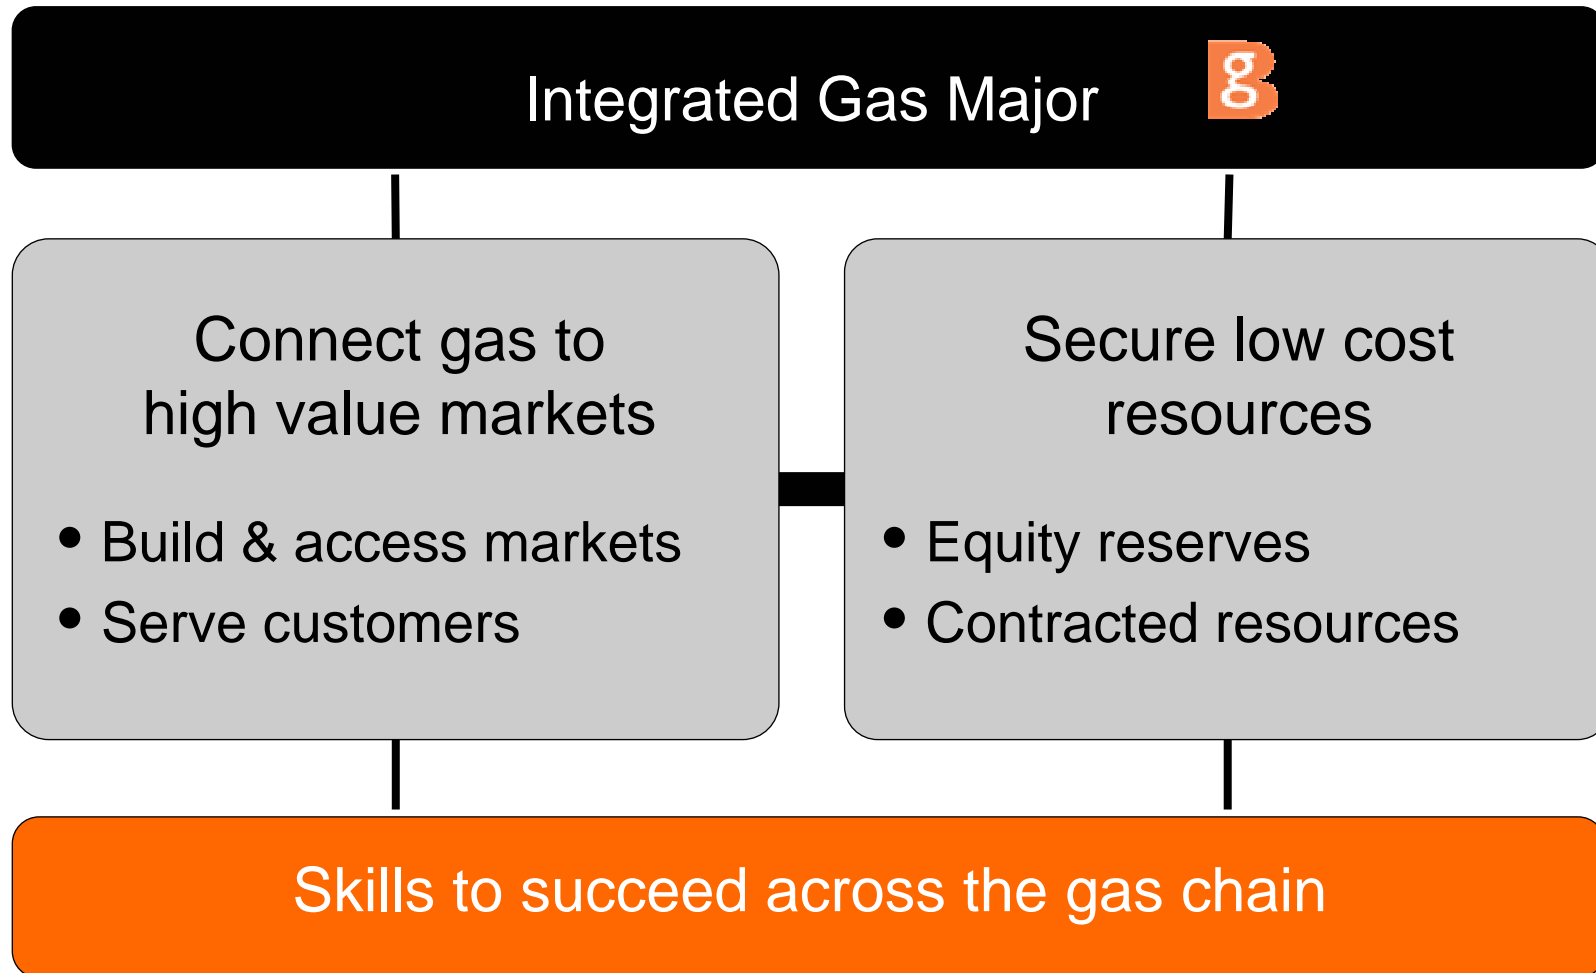 Integrated Gas Major
Bg
Connect gas to
high value markets
• Build & access markets
• Serve customers
Secure low cost
resources
• Equity reserves
• Contracted resources
Skills to succeed across the gas chain